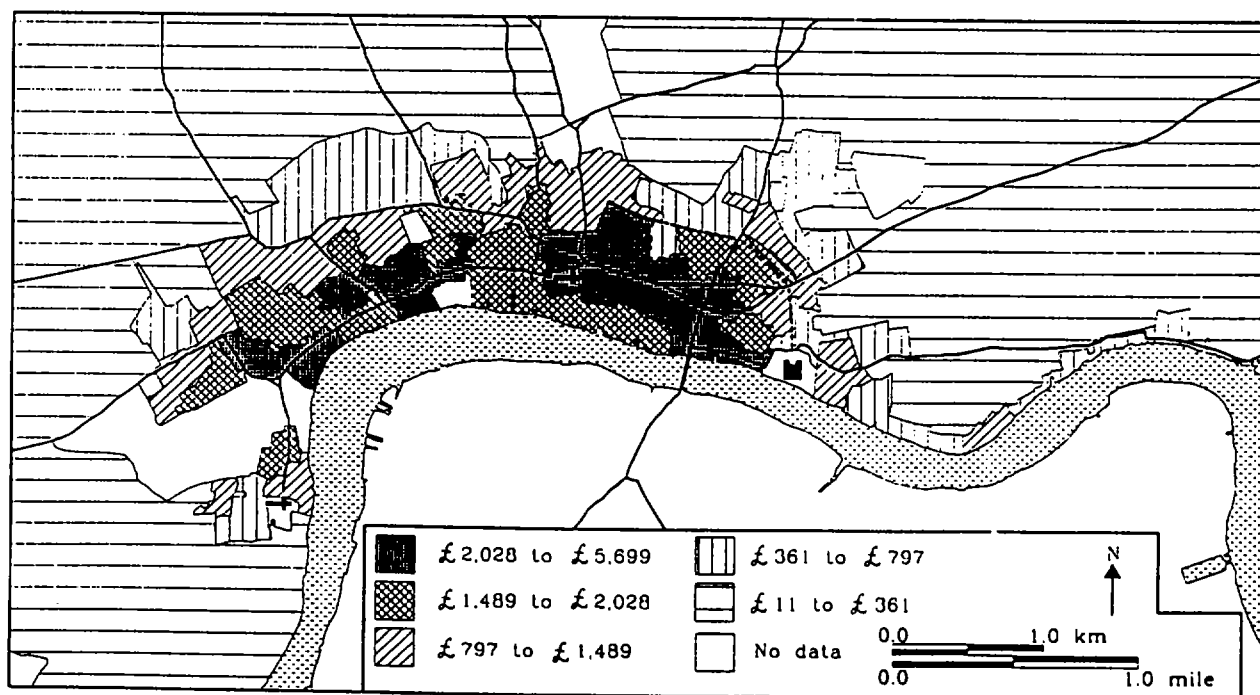 £ 2,028 to £ 5,699
£ 1.489 to £ 2,028
£ 797 to £ 1,489
£ 361 to £ 797
£ 11 to £ 361
No data
N
0.0 1.0 km
0.0 1.0 mile